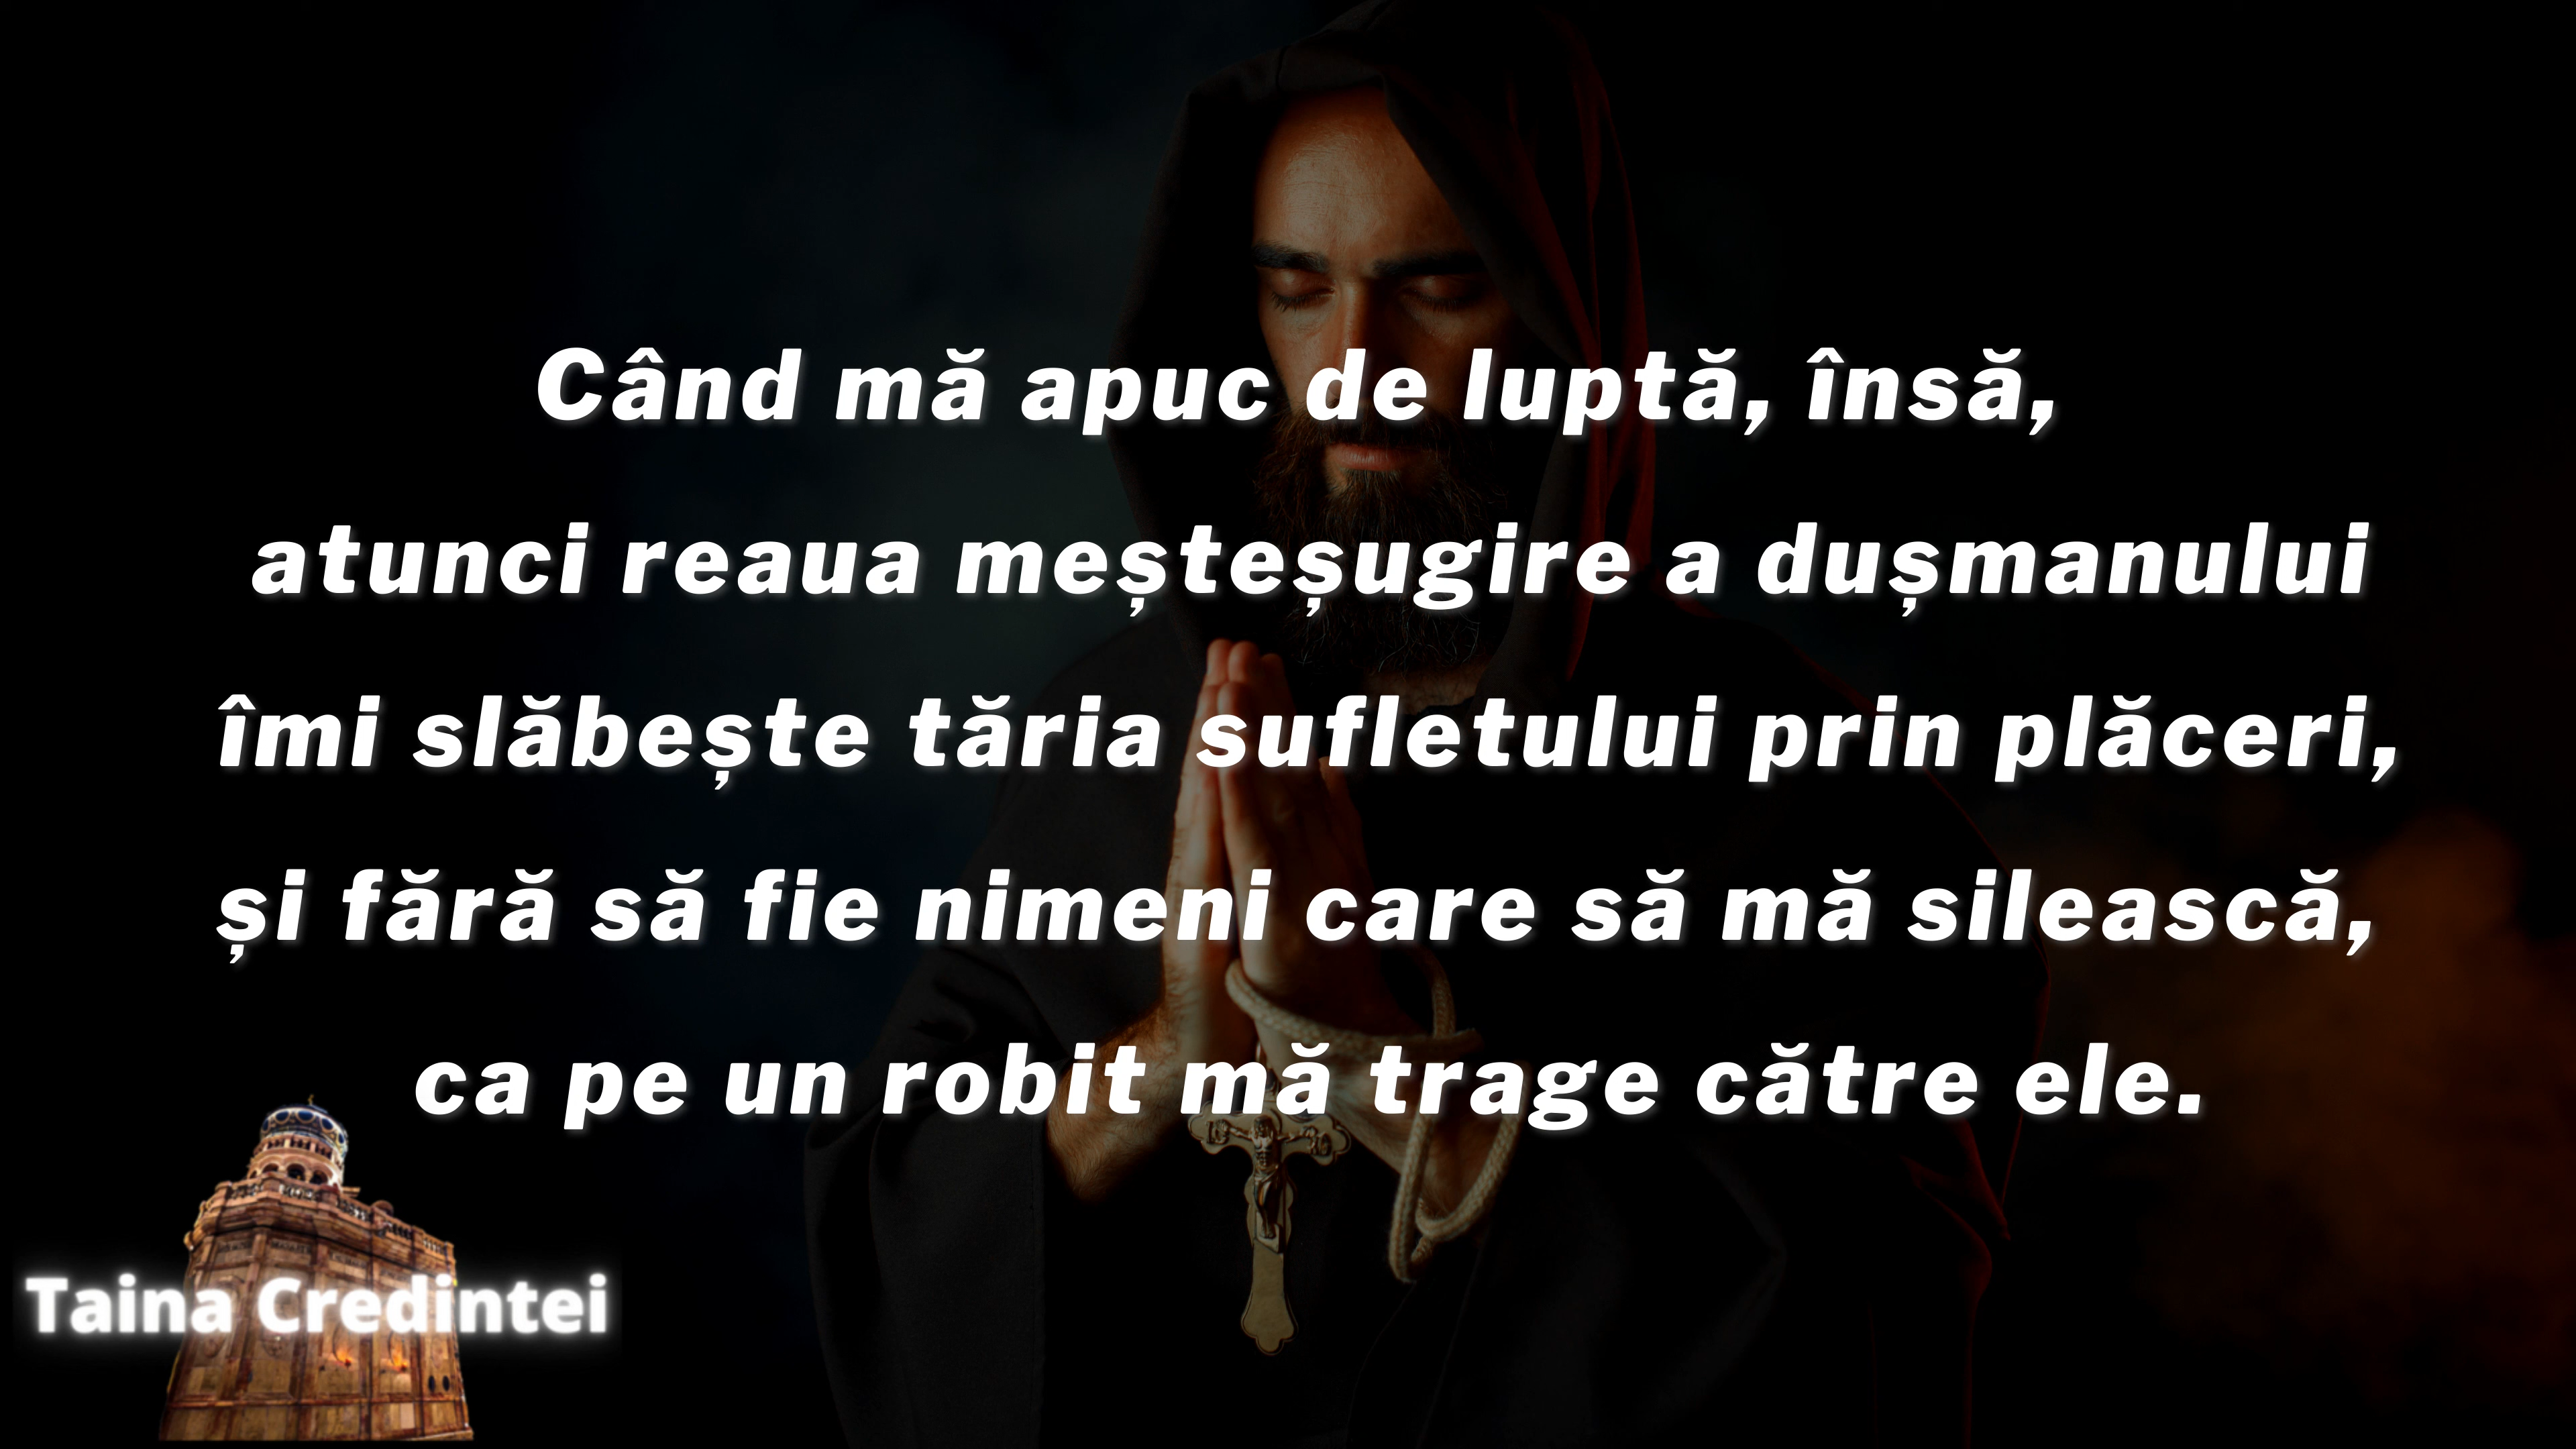 Când mă apuc de luptă, însă,
atunci reaua meșteșugire a dușmanului
îmi slăbește tăria sufletului prin plăceri,
și fără să fie nimeni care să mă silească,
ca pe un robit mă trage către ele.
Taina Credintei